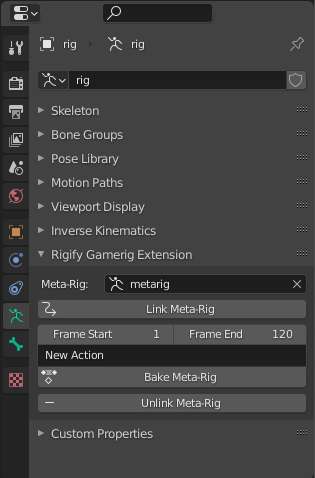 rig rig
rig
Skeleton
Bone Groups
Pose Library
Motion Paths
Viewport Display
Inverse Kinematics
Rigify Gamerig Extension
Meta-Rig: metarig
Link Meta-Rig
Frame Start 1 Frame End 120
New Action
Bake Meta-Rig
Unlink Meta-Rig
Custom Properties